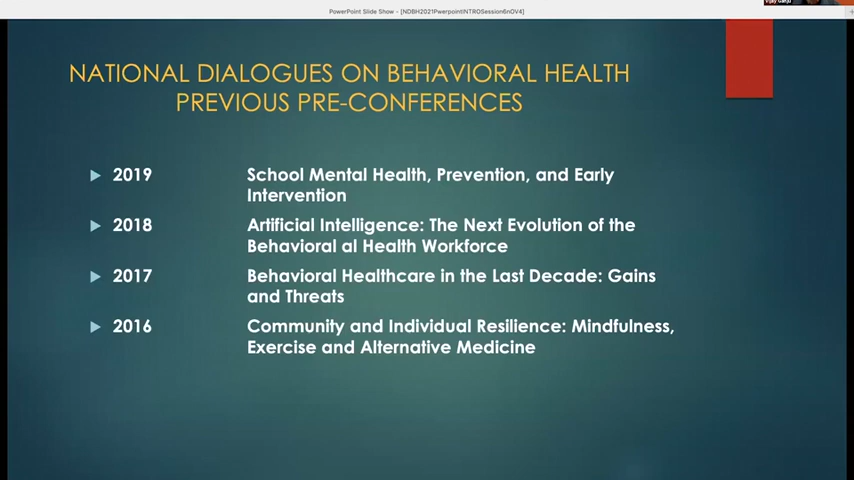 PowerPoint Slide Show - [NDBH2021PwerpointINTROSession6nOV4]
Vijay Ganju
NATIONAL DIALOGUES ON BEHAVIORAL HEALTH
PREVIOUS PRE-CONFERENCES
2019 School Mental Health, Prevention, and Early
Intervention
2018 Artificial Intelligence: The Next Evolution of the
Behavioral al Health Workforce
2017 Behavioral Healthcare in the Last Decade: Gains
and Threats
2016 Community and Individual Resilience: Mindfulness,
Exercise and Alternative Medicine